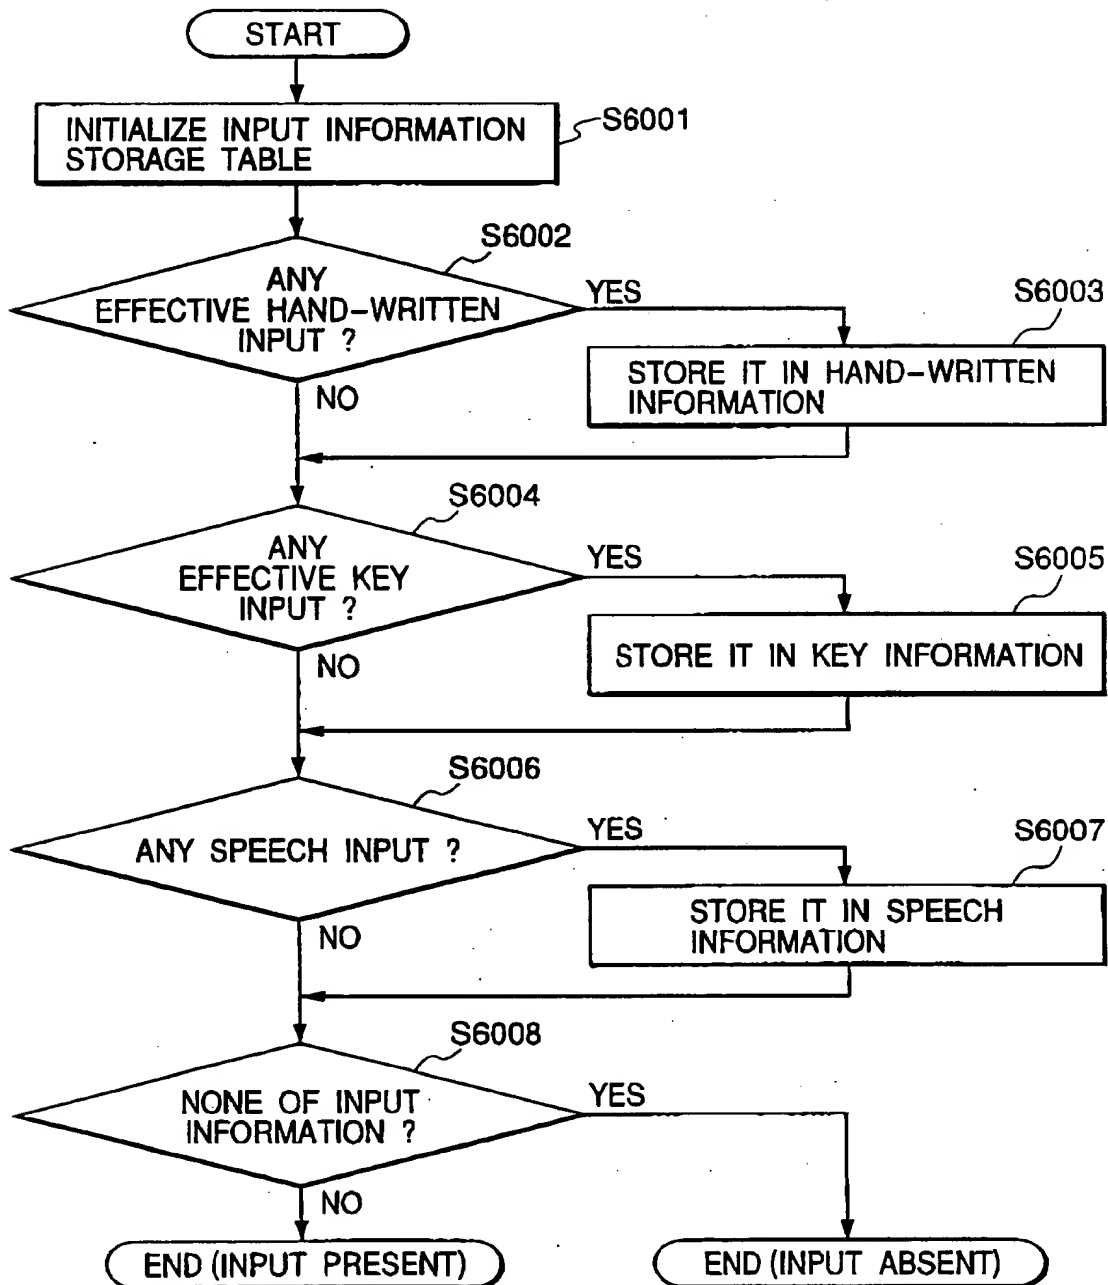 START
INITIALIZE INPUT INFORMATION
STORAGE TABLE
S6001
S6002
ANY
EFFECTIVE HAND-WRITTEN
INPUT ?
YES
S6003
STORE IT IN HAND-WRITTEN
INFORMATION
NO
S6004
ANY
EFFECTIVE KEY
INPUT ?
YES
S6005
STORE IT IN KEY INFORMATION
NO
S6006
ANY SPEECH INPUT ?
YES
S6007
STORE IT IN SPEECH
INFORMATION
NO
S6008
NONE OF INPUT
INFORMATION ?
YES
NO
END (INPUT PRESENT)
END (INPUT ABSENT)